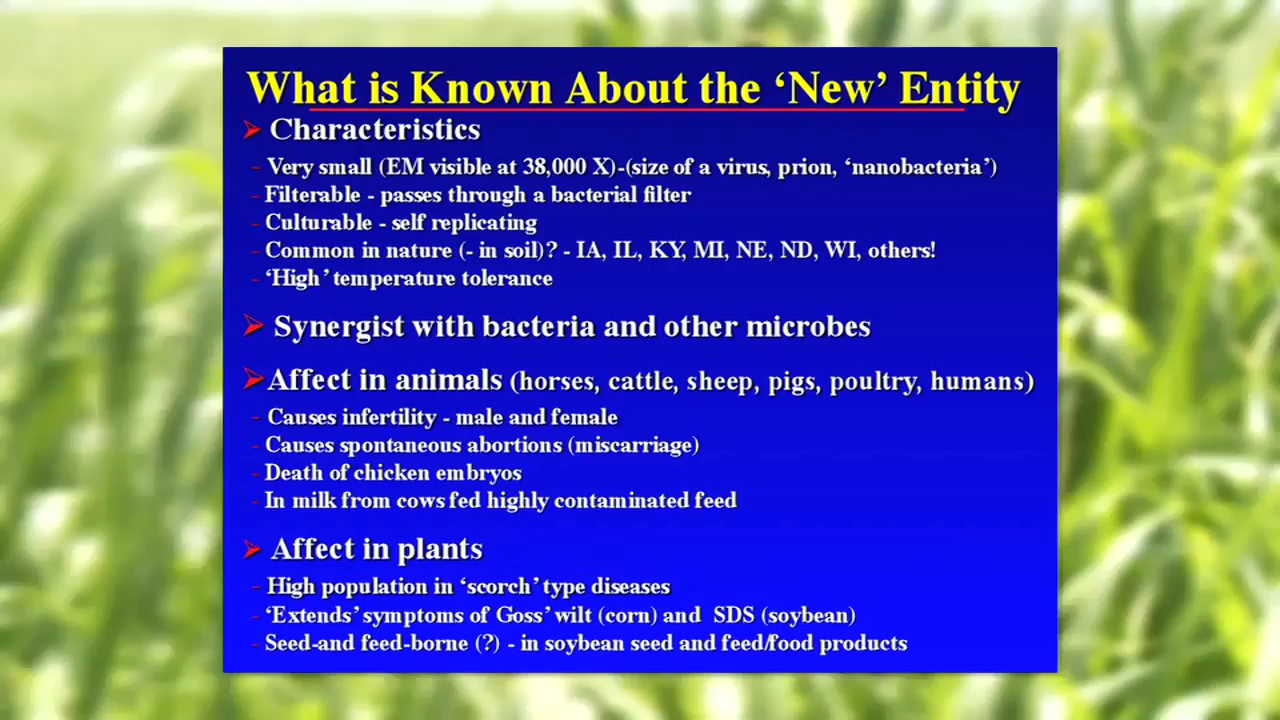 What is Known About the ‘New’ Entity
Characteristics
- Very small (EM visible at 38,000 X)-(size of a virus, prion, ‘nanobacteria’)
- Filterable - passes through a bacterial filter
- Culturable - self replicating
- Common in nature (- in soil)? - IA, IL, KY, MI, NE, ND, WI, others!
- ‘High’ temperature tolerance
Synergist with bacteria and other microbes
Affect in animals (horses, cattle, sheep, pigs, poultry, humans)
- Causes infertility - male and female
- Causes spontaneous abortions (miscarriage)
- Death of chicken embryos
- In milk from cows fed highly contaminated feed
Affect in plants
- High population in ‘scorch’ type diseases
- ‘Extends’ symptoms of Goss’ wilt (corn) and SDS (soybean)
- Seed-and feed-borne (?) - in soybean seed and feed/food products